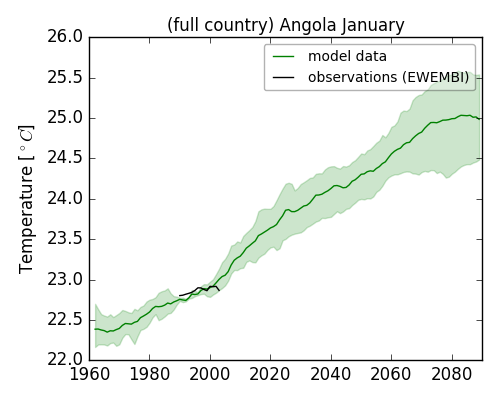 (full country) Angola January
26.0
25.5
25.0
24.5
24.0
23.5
23.0
22.5
22.0
Temperature [°C]
model data
observations (EWEMBI)
1960 1980 2000 2020 2040 2060 2080